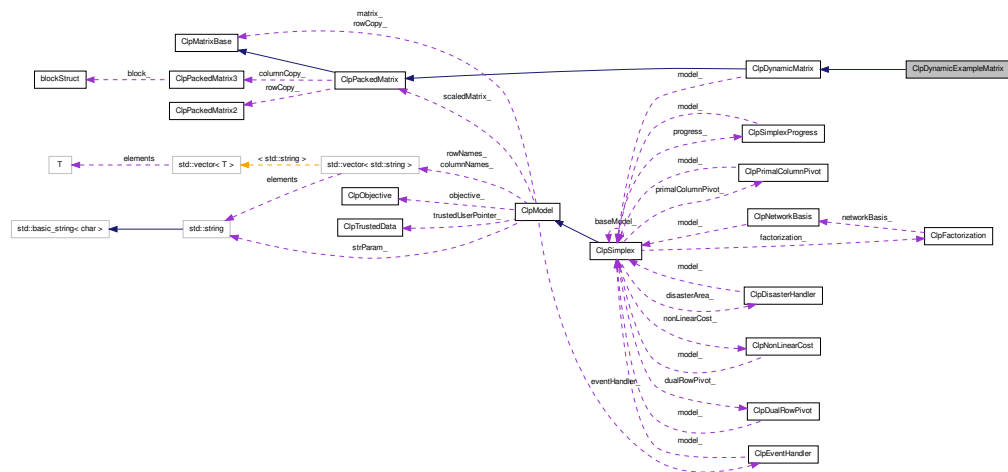 matrix_
rowCopy_
ClpMatrixBase
blockStruct
block_
ClpPackedMatrix3
columnCopy_
rowCopy_
ClpPackedMatrix
ClpPackedMatrix2
scaledMatrix_
model_
ClpDynamicMatrix
ClpDynamicExampleMatrix
model_
progress_
ClpSimplexProgress
T
elements
std::vector< T >
< std::string >
std::vector< std::string >
elements
rowNames_
columnNames_
model_
primalColumnPivot_
ClpPrimalColumnPivot
ClpObjective
objective_
ClpTrustedData
trustedUserPointer_
ClpModel
strParam_
std::basic_string< char >
std::string
baseModel_
ClpSimplex
model_
factorization_
ClpNetworkBasis
networkBasis_
ClpFactorization
model_
disasterArea_
ClpDisasterHandler
nonLinearCost_
model_
ClpNonLinearCost
eventHandler_
dualRowPivot_
model_
ClpDualRowPivot
model_
ClpEventHandler